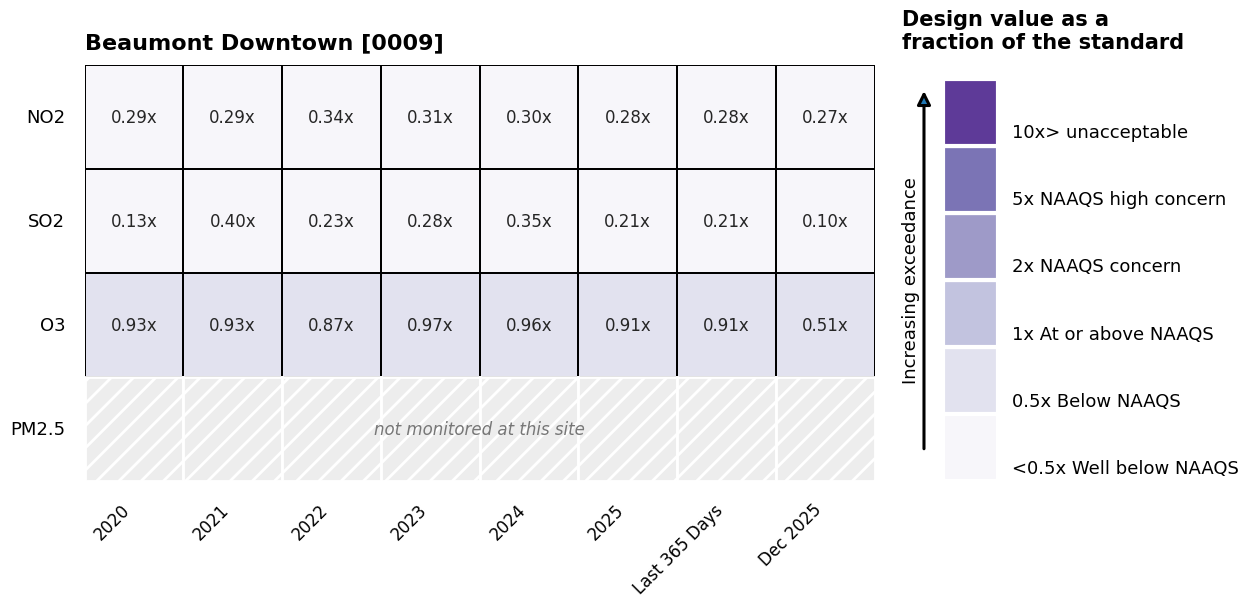 Design value as a
fraction of the standard
Beaumont Downtown [0009]
NO2 0.29x 0.29x 0.34x 0.31x 0.30x 0.28x 0.28x 0.27x
SO2 0.13x 0.40x 0.23x 0.28x 0.35x 0.21x 0.21x 0.10x
O3 0.93x 0.93x 0.87x 0.97x 0.96x 0.91x 0.91x 0.51x
PM2.5 not monitored at this site
2020 2021 2022 2023 2024 2025 Last 365 Days Dec 2025
Increasing exceedance
10x> unacceptable
5x NAAQS high concern
2x NAAQS concern
1x At or above NAAQS
0.5x Below NAAQS
<0.5x Well below NAAQS